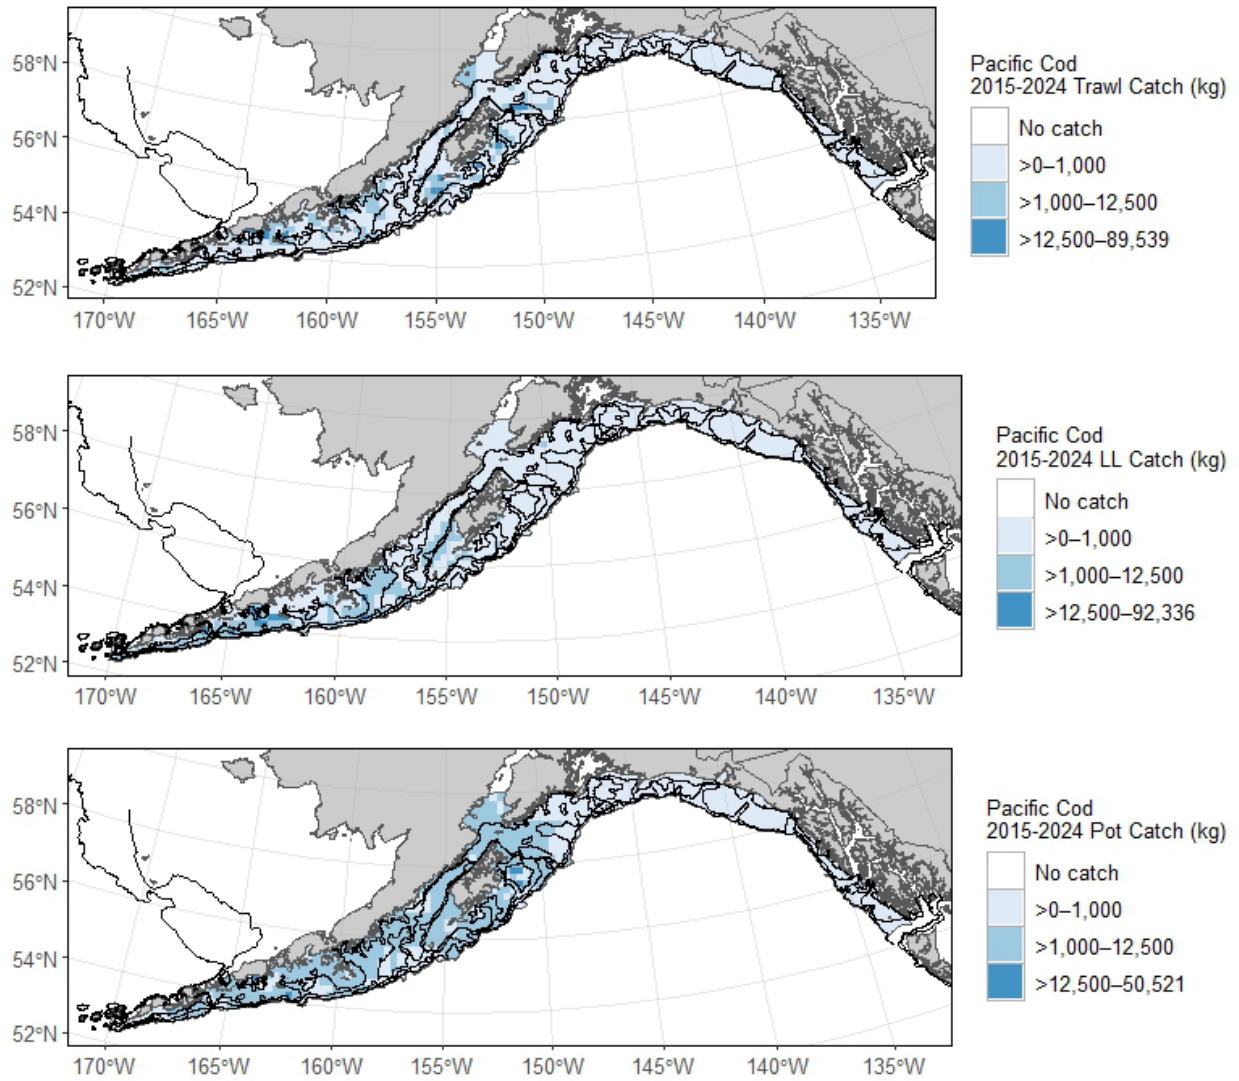 58°N
56°N
54°N
52°N
170°W
165°W
160°W
155°W
150°W
145°W
140°W
135°W
Pacific Cod
2015-2024 Trawl Catch (kg)
No catch
>0–1,000
>1,000–12,500
>12,500–89,539
58°N
56°N
54°N
52°N
170°W
165°W
160°W
155°W
150°W
145°W
140°W
135°W
Pacific Cod
2015-2024 LL Catch (kg)
No catch
>0–1,000
>1,000–12,500
>12,500–92,336
58°N
56°N
54°N
52°N
170°W
165°W
160°W
155°W
150°W
145°W
140°W
135°W
Pacific Cod
2015-2024 Pot Catch (kg)
No catch
>0–1,000
>1,000–12,500
>12,500–50,521